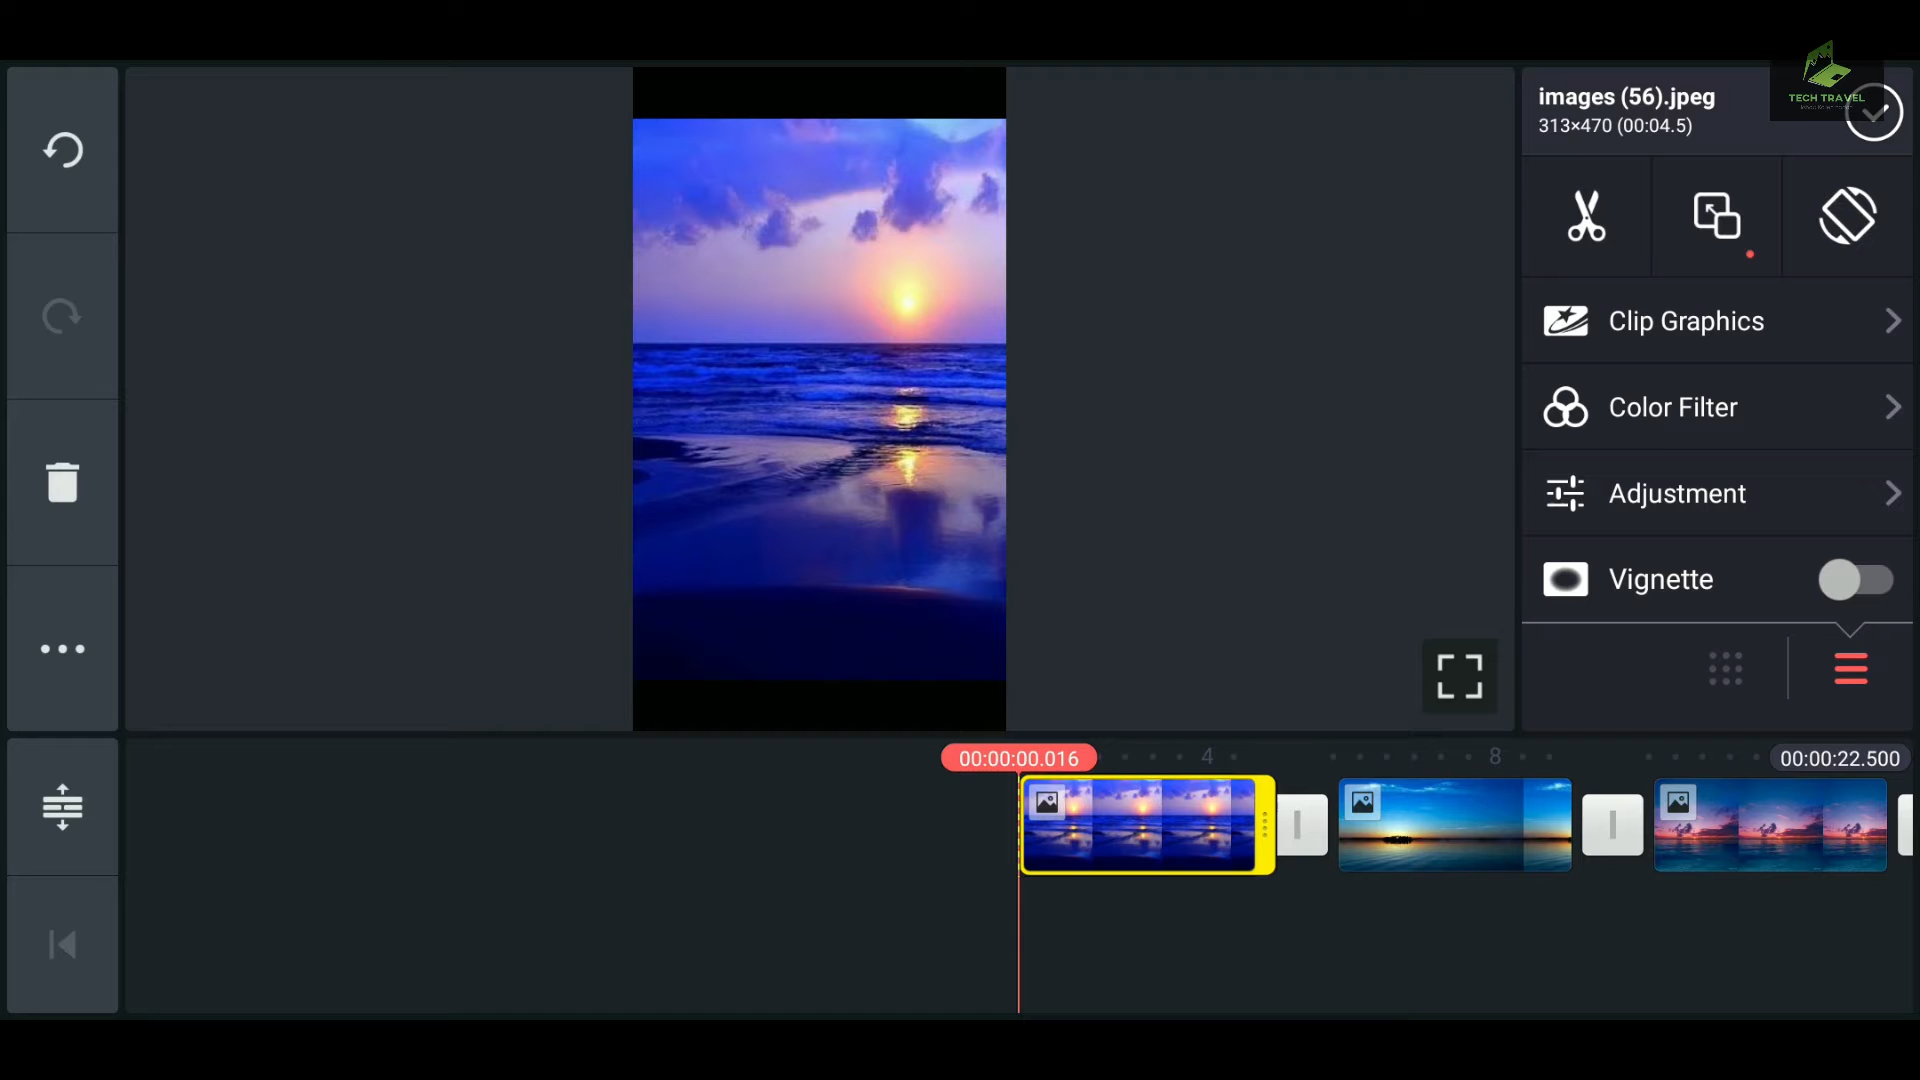 images (56).jpeg
313×470 (00:04.5)
TECH TRAVEL
Clip Graphics
Color Filter
Adjustment
Vignette
00:00:00.016
4
8
00:00:22.500